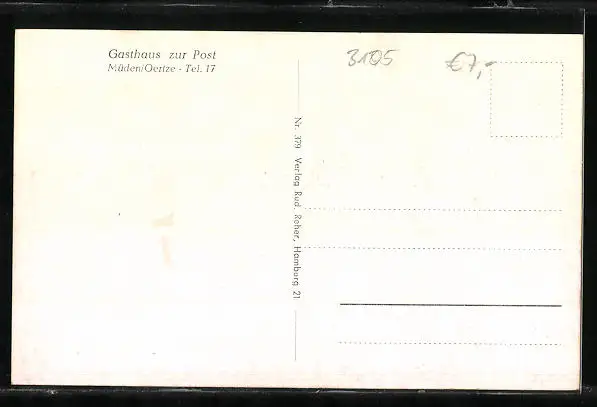 Gasthaus zur Post
Müden/Oertze - Tel. 17
3105
€7,-
Nr. 379 Verlag Rud. Reher, Hamburg 21